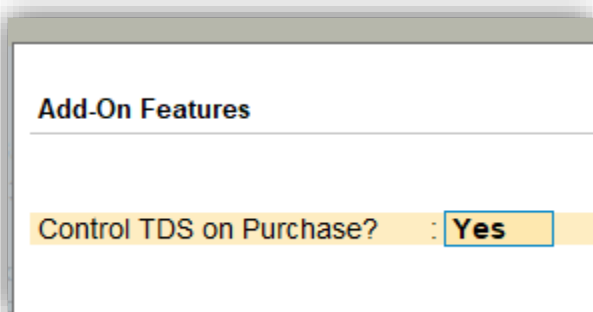 Add-On Features
Control TDS on Purchase? : Yes